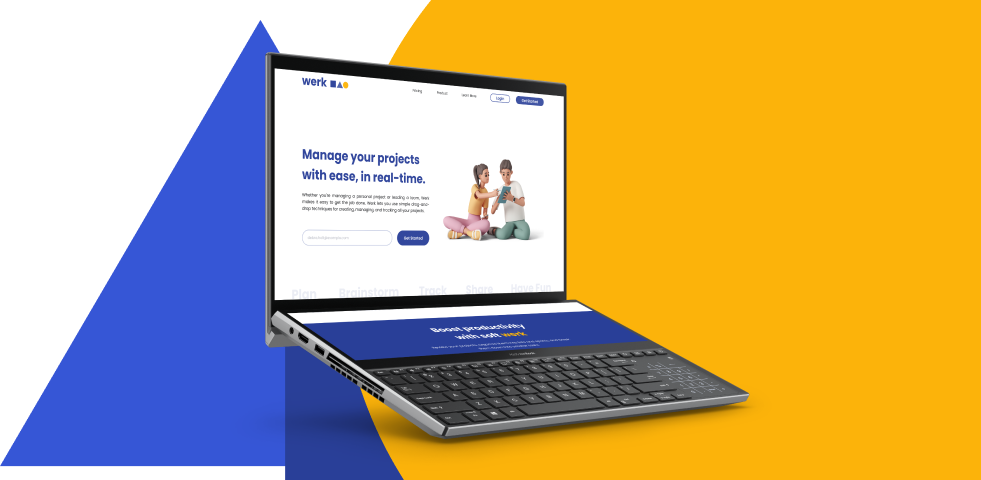 werk
Pricing Product Learn More Login Get Started
Manage your projects
with ease, in real-time.
Whether you're managing a personal project or leading a team, Werk
makes it easy to get the job done. Werk lets you use simple drag-and-
drop techniques for creating, managing, and tracking all your projects.
Get Started
Plan Brainstorm Track Share Have Fun
Boost productivity
with soft werk